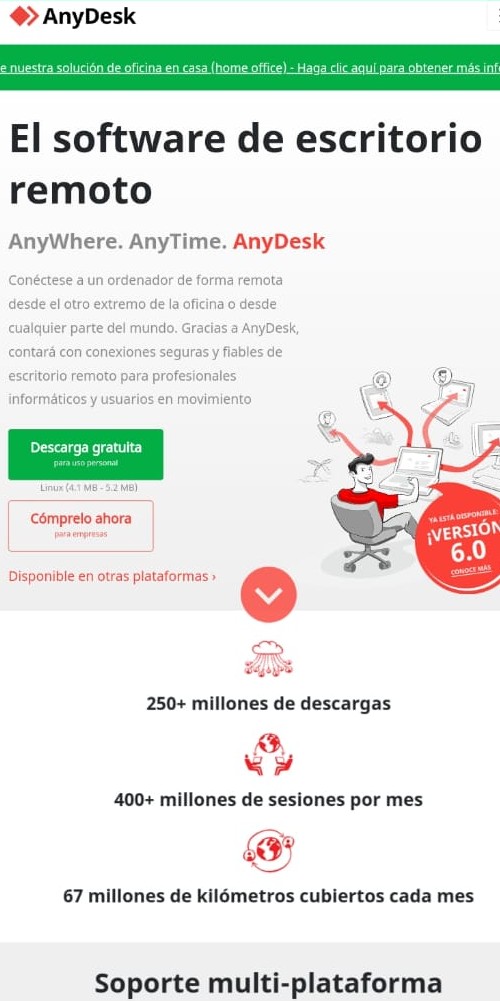 AnyDesk
e nuestra solución de oficina en casa (home office) - Haga clic aquí para obtener más inf
El software de escritorio
remoto
AnyWhere. AnyTime. AnyDesk
Conéctese a un ordenador de forma remota
desde el otro extremo de la oficina o desde
cualquier parte del mundo. Gracias a AnyDesk,
contará con conexiones seguras y fiables de
escritorio remoto para profesionales
informáticos y usuarios en movimiento
Descarga gratuita
para uso personal
Linux (4.1 MB - 5.2 MB)
Cómprelo ahora
para empresas
Disponible en otras plataformas ›
YA ESTÁ DISPONIBLE:
¡VERSIÓN
6.0
CONOCE MÁS
250+ millones de descargas
400+ millones de sesiones por mes
67 millones de kilómetros cubiertos cada mes
Soporte multi-plataforma